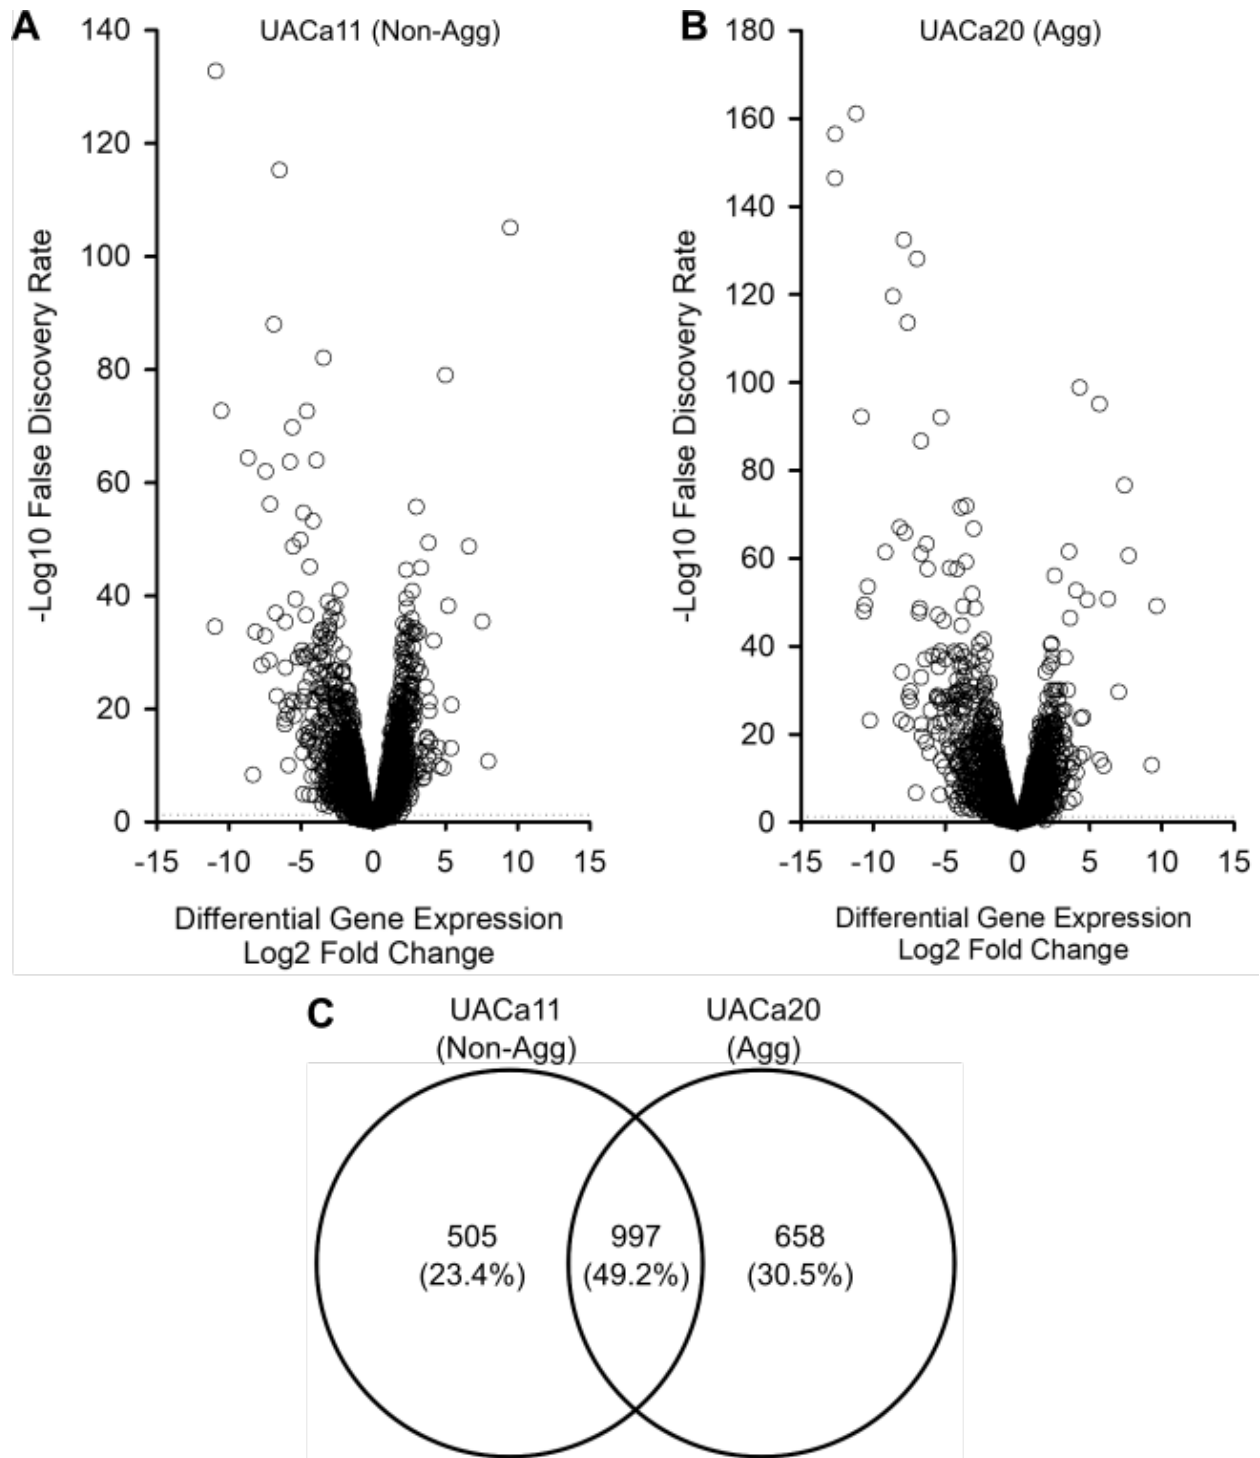 A
UACa11 (Non-Agg)
140
120
100
80
60
40
20
0
-Log10 False Discovery Rate
-15 -10 -5 0 5 10 15
Differential Gene Expression
Log2 Fold Change
B
UACa20 (Agg)
180
160
140
120
100
80
60
40
20
0
-Log10 False Discovery Rate
-15 -10 -5 0 5 10 15
Differential Gene Expression
Log2 Fold Change
C
UACa11
(Non-Agg)
UACa20
(Agg)
505
(23.4%)
997
(49.2%)
658
(30.5%)